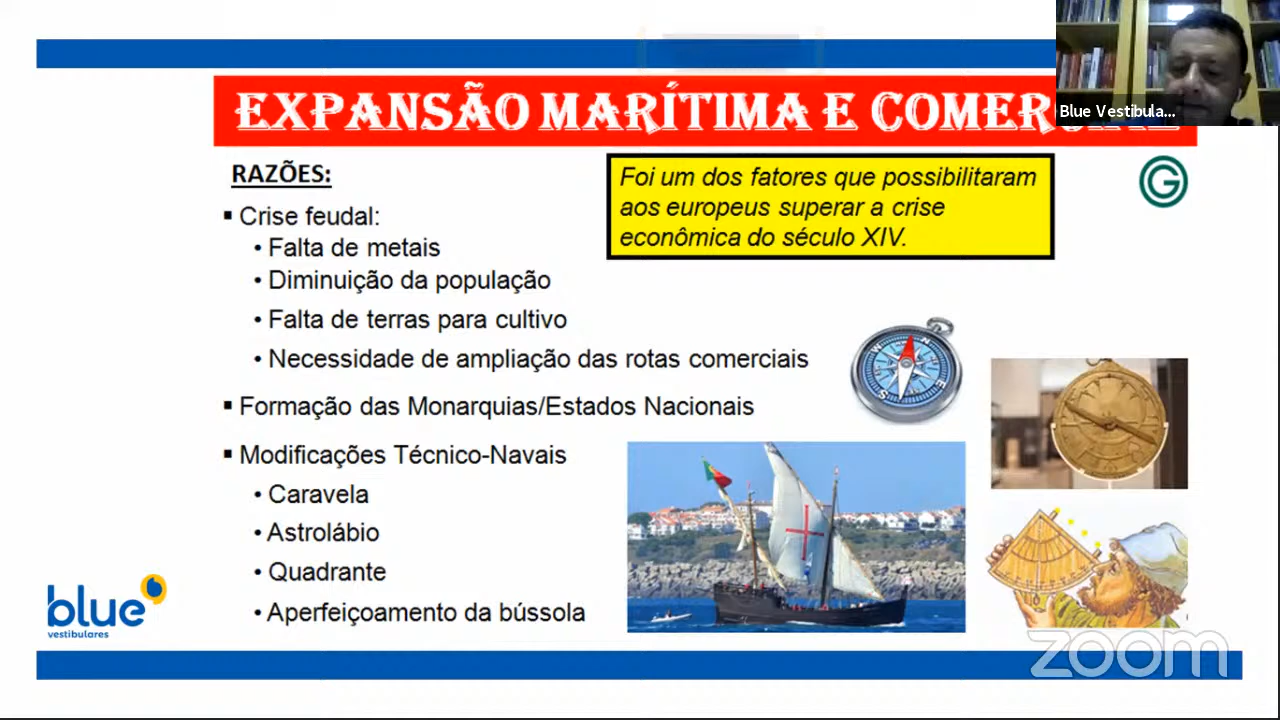 EXPANSÃO MARÍTIMA E COMER
Blue Vestibula...
RAZÕES:
Foi um dos fatores que possibilitaram
aos europeus superar a crise
econômica do século XIV.
▪ Crise feudal:
• Falta de metais
• Diminuição da população
• Falta de terras para cultivo
• Necessidade de ampliação das rotas comerciais
▪ Formação das Monarquias/Estados Nacionais
▪ Modificações Técnico-Navais
• Caravela
• Astrolábio
• Quadrante
• Aperfeiçoamento da bússola
N
W
E
S
blue
vestibulares
zoom